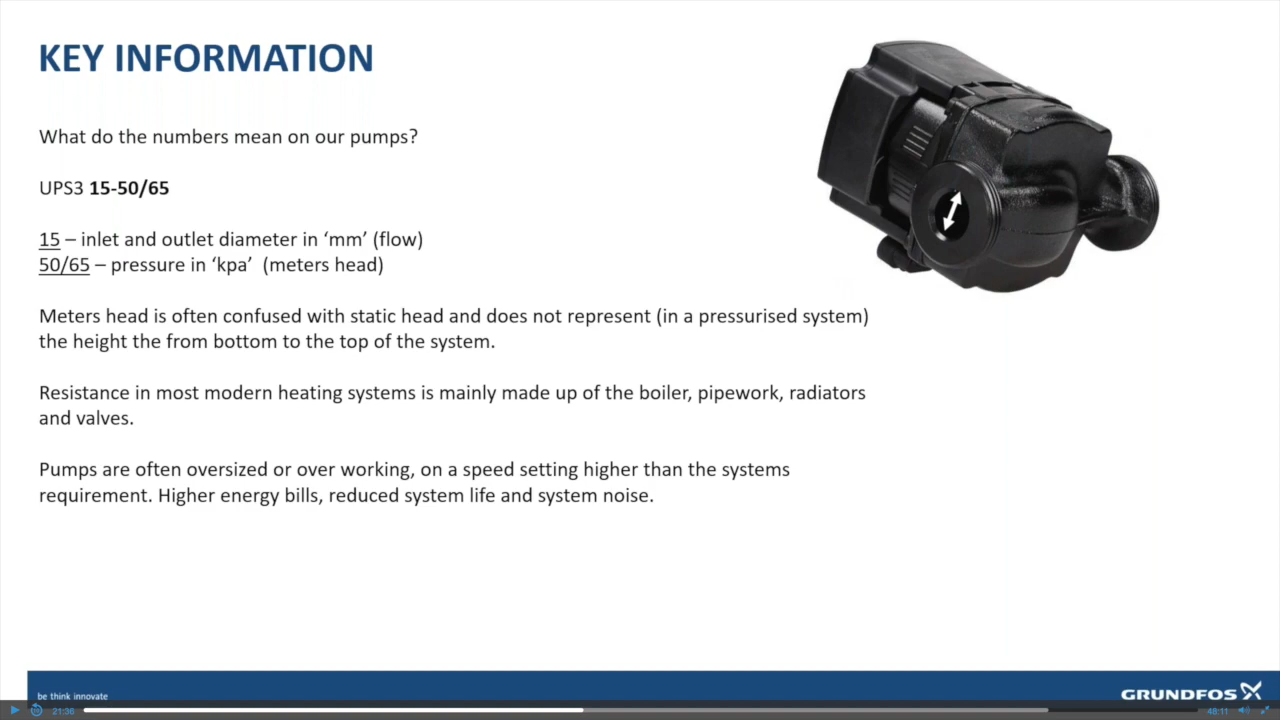 KEY INFORMATION
What do the numbers mean on our pumps?
UPS3 15-50/65
15 – inlet and outlet diameter in ‘mm’ (flow)
50/65 – pressure in ‘kpa’  (meters head)
Meters head is often confused with static head and does not represent (in a pressurised system)
the height the from bottom to the top of the system.
Resistance in most modern heating systems is mainly made up of the boiler, pipework, radiators
and valves.
Pumps are often oversized or over working, on a speed setting higher than the systems
requirement. Higher energy bills, reduced system life and system noise.
be think innovate
GRUNDFOS
21:36
48:11